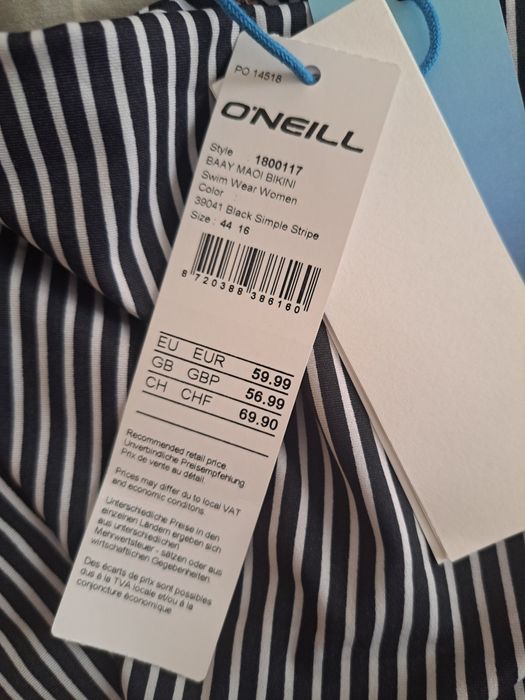 PO 14518
O'NEILL
Style : 1800117
BAAY MAOI BIKINI
Swim Wear Women
Color :
39041 Black Simple Stripe
Size : 44 16
8 720388 386160
EU EUR 59.99
GB GBP 56.99
CH CHF 69.90
Recommended retail price.
Unverbindliche Preisempfehlung
Prix de vente au détail.
Prices may differ du to local VAT
and economic conditons.
Unterschiedliche Preise in den
einzelnen Ländern ergeben sich
aus unterschiedlichen
Mehrwertsteuer - sätzen oder aus
wirtschaftlichen Gegebenheiten.
Des écarts de prix sont possibles
dus à la TVA locale et/ou à la
conjoncture économique